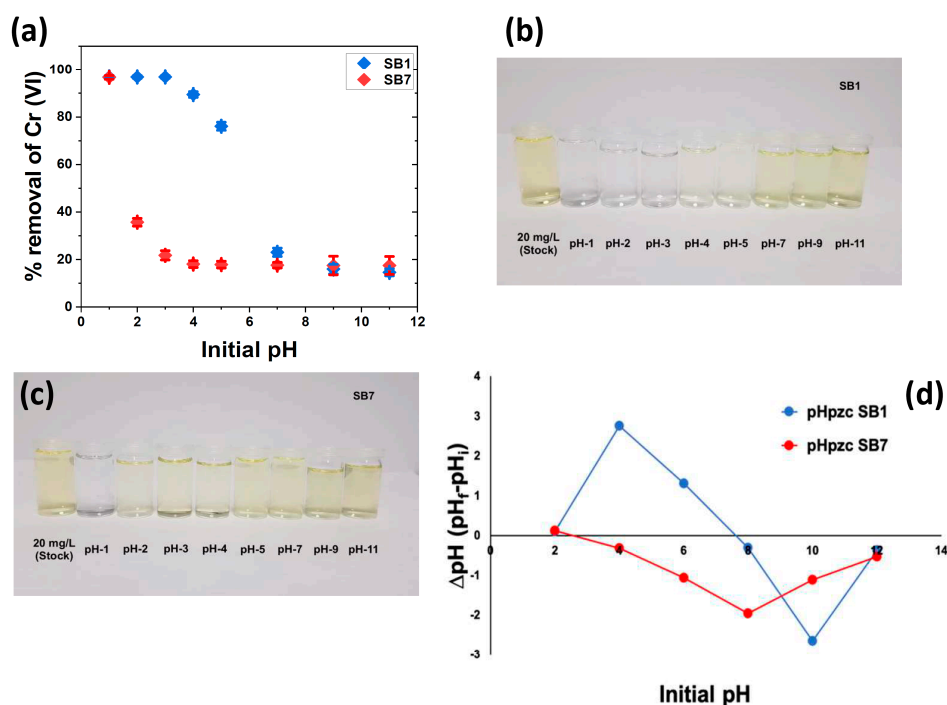 (a)
SB1
SB7
% removal of Cr (VI)
100
80
60
40
20
0
0 2 4 6 8 10 12
Initial pH
(b)
SB1
20 mg/L
(Stock) pH-1 pH-2 pH-3 pH-4 pH-5 pH-7 pH-9 pH-11
(c)
SB7
20 mg/L
(Stock) pH-1 pH-2 pH-3 pH-4 pH-5 pH-7 pH-9 pH-11
(d)
pHpzc SB1
pHpzc SB7
ΔpH (pHf-pHi)
4
3
2
1
0
-1
-2
-3
0 2 4 6 8 10 12 14
Initial pH